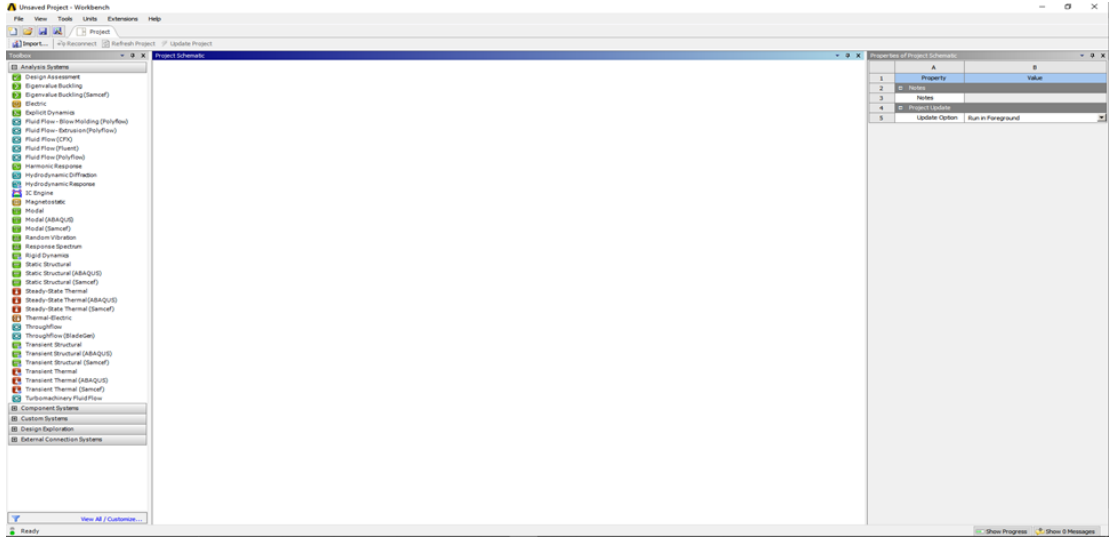 Unsaved Project - Workbench
File View Tools Units Extensions Help
Project
Import... Reconnect Refresh Project Update Project
Toolbox
Project Schematic
Properties of Project Schematic
Analysis Systems
Design Assessment
Eigenvalue Buckling
Eigenvalue Buckling (Samcef)
Electric
Explicit Dynamics
Fluid Flow - Blow Molding (Polyflow)
Fluid Flow - Extrusion (Polyflow)
Fluid Flow (CFX)
Fluid Flow (Fluent)
Fluid Flow (Polyflow)
Harmonic Response
Hydrodynamic Diffraction
Hydrodynamic Response
IC Engine
Magnetostatic
Modal
Modal (ABAQUS)
Modal (Samcef)
Random Vibration
Response Spectrum
Rigid Dynamics
Static Structural
Static Structural (ABAQUS)
Static Structural (Samcef)
Steady-State Thermal
Steady-State Thermal (ABAQUS)
Steady-State Thermal (Samcef)
Thermal-Electric
Throughflow
Throughflow (BladeGen)
Transient Structural
Transient Structural (ABAQUS)
Transient Structural (Samcef)
Transient Thermal
Transient Thermal (ABAQUS)
Transient Thermal (Samcef)
Turbomachinery Fluid Flow
Component Systems
Custom Systems
Design Exploration
External Connection Systems
View All / Customize...
A B
1 Property Value
2 Notes
3 Notes
4 Project Update
5 Update Option Run in Foreground
Ready
Show Progress Show 0 Messages